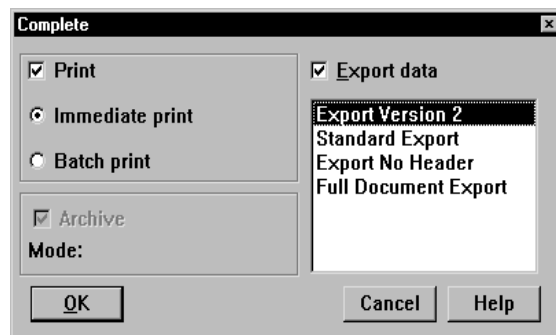 Complete
Print
Immediate print
Batch print
Archive
Mode:
Export data
Export Version 2
Standard Export
Export No Header
Full Document Export
OK
Cancel
Help